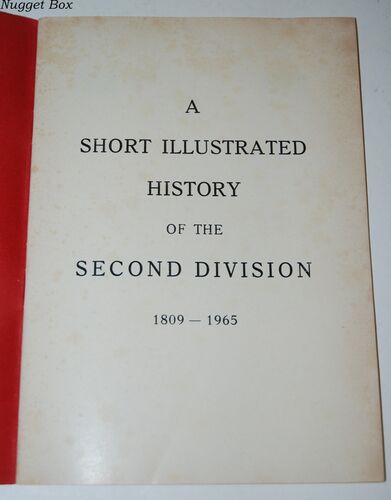 Nugget Box
A
SHORT ILLUSTRATED
HISTORY
OF THE
SECOND DIVISION
1809 — 1965